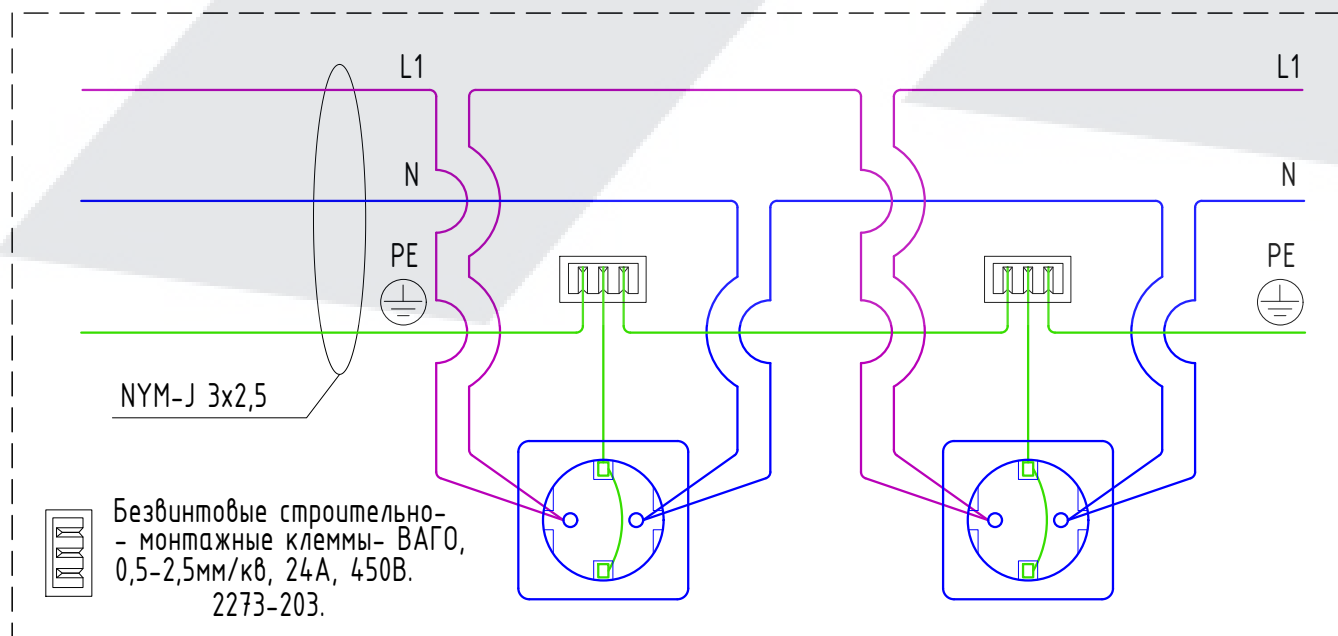 L1
L1
N
N
PE
PE
NYM-J 3x2,5
Безвинтовые строительно-
- монтажные клеммы- ВАГО,
0,5-2,5мм/кв, 24А, 450В.
2273-203.